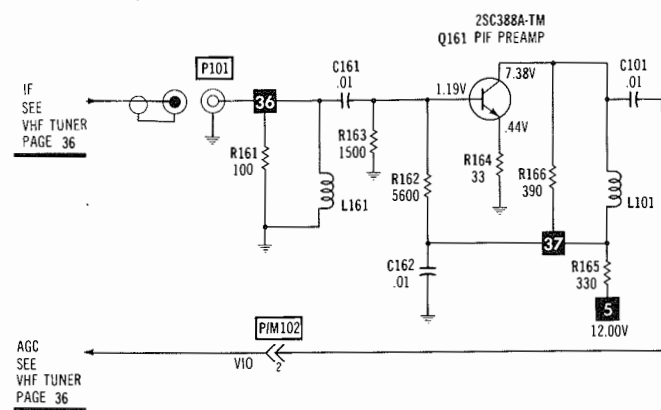 2SC388A-TM
Q161 PIF PREAMP
P101
C161
.01
C101
.01
7.38V
1.19V
IF
SEE
VHF TUNER
PAGE 36
36
.44V
R163
1500
R161
100
R162
5600
R164
33
R166
390
L161
L101
37
C162
.01
R165
330
5
12.00V
P/M102
AGC
SEE
VHF TUNER
PAGE 36
VIO
2